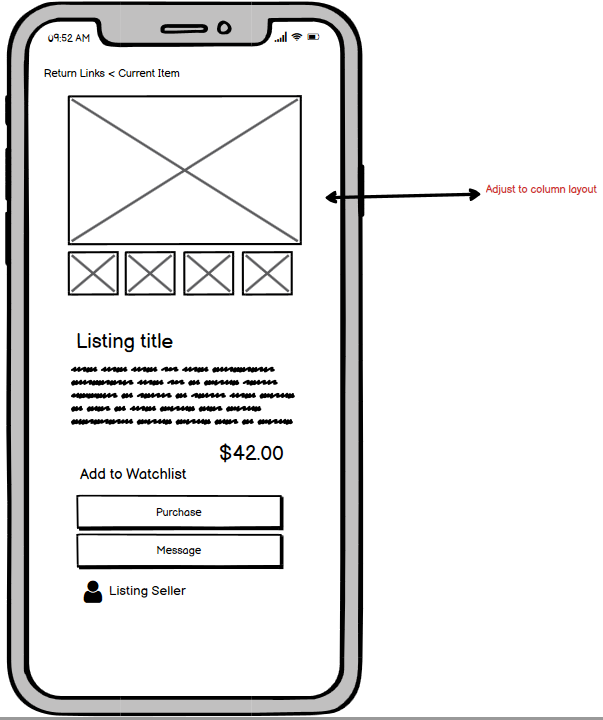 09:52 AM
Return Links < Current Item
Adjust to column layout
Listing title
$42.00
Add to Watchlist
Purchase
Message
Listing Seller